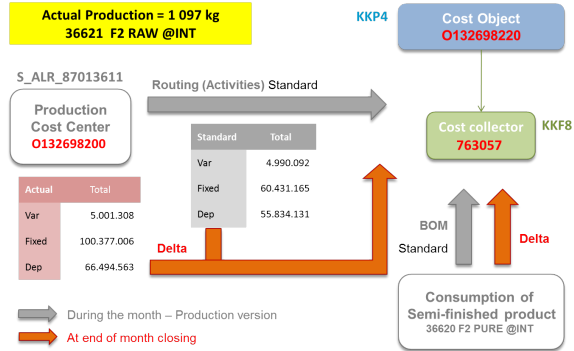 Actual Production = 1 097 kg
36621 F2 RAW @INT
KKP4
Cost Object
O132698220
S_ALR_87013611
Routing (Activities) Standard
Production
Cost Center
O132698200
Cost collector
763057
KKF8
Standard Total
Var 4.990.092
Fixed 60.431.165
Dep 55.834.131
Actual Total
Var 5.001.308
Fixed 100.377.006
Dep 66.494.563
Delta
BOM
Standard
Delta
Consumption of
Semi-finished product
36620 F2 PURE @INT
During the month – Production version
At end of month closing